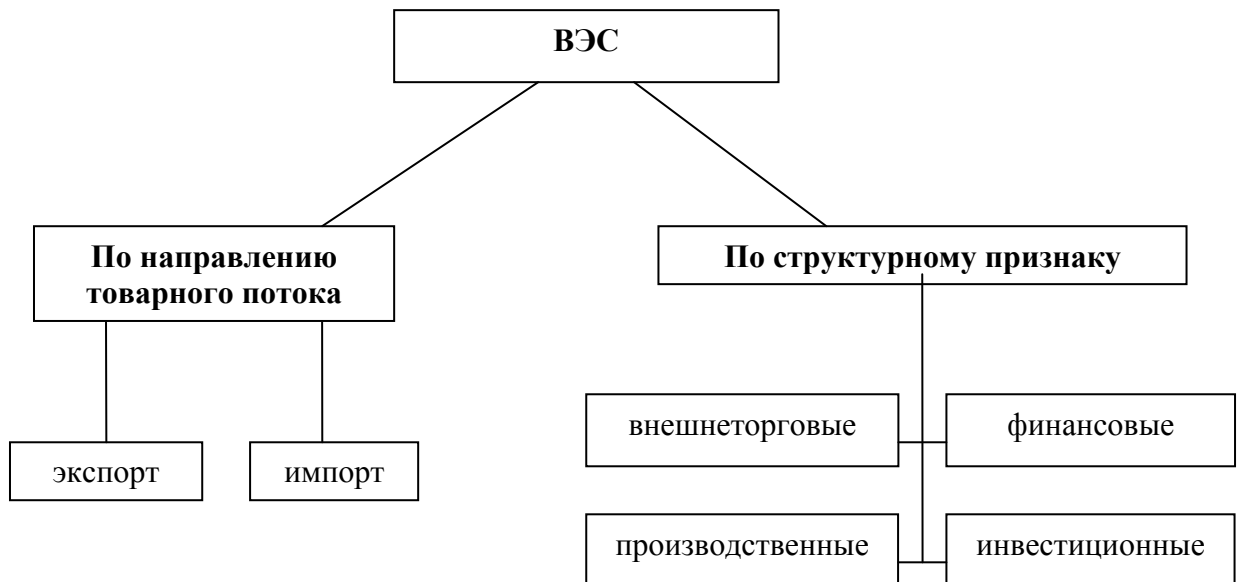 ВЭС
По направлению
товарного потока
По структурному признаку
экспорт
импорт
внешнеторговые
финансовые
производственные
инвестиционные